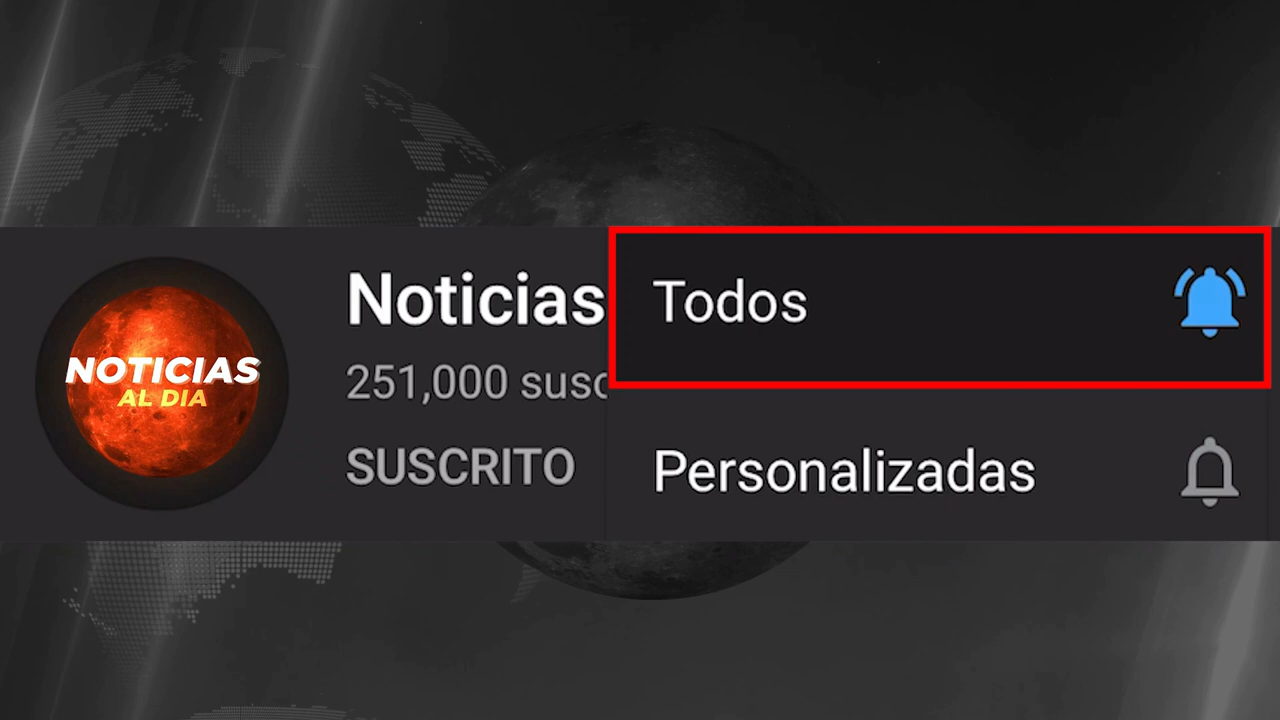 NOTICIAS
AL DIA
Noticias
251,000 susc
SUSCRITO
Todos
Personalizadas